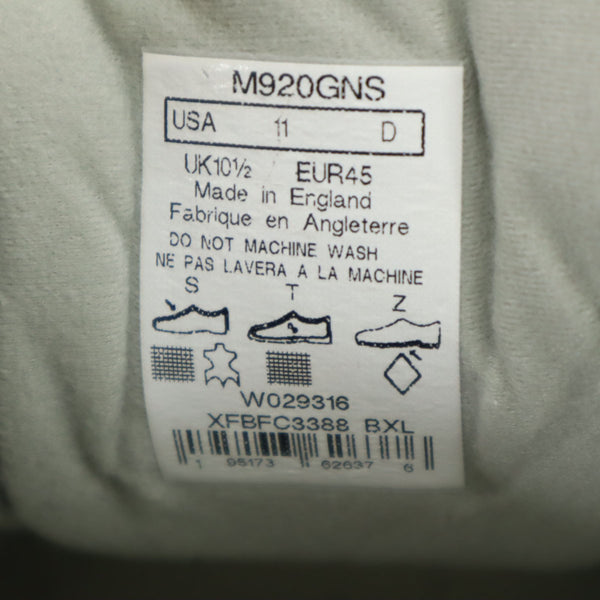 M920GNS
USA 11 D
UK10½ EUR45
Made in England
Fabrique en Angleterre
DO NOT MACHINE WASH
NE PAS LAVERA A LA MACHINE
S T Z
W029316
XFBFC3388 BXL
1 95173 62637 6